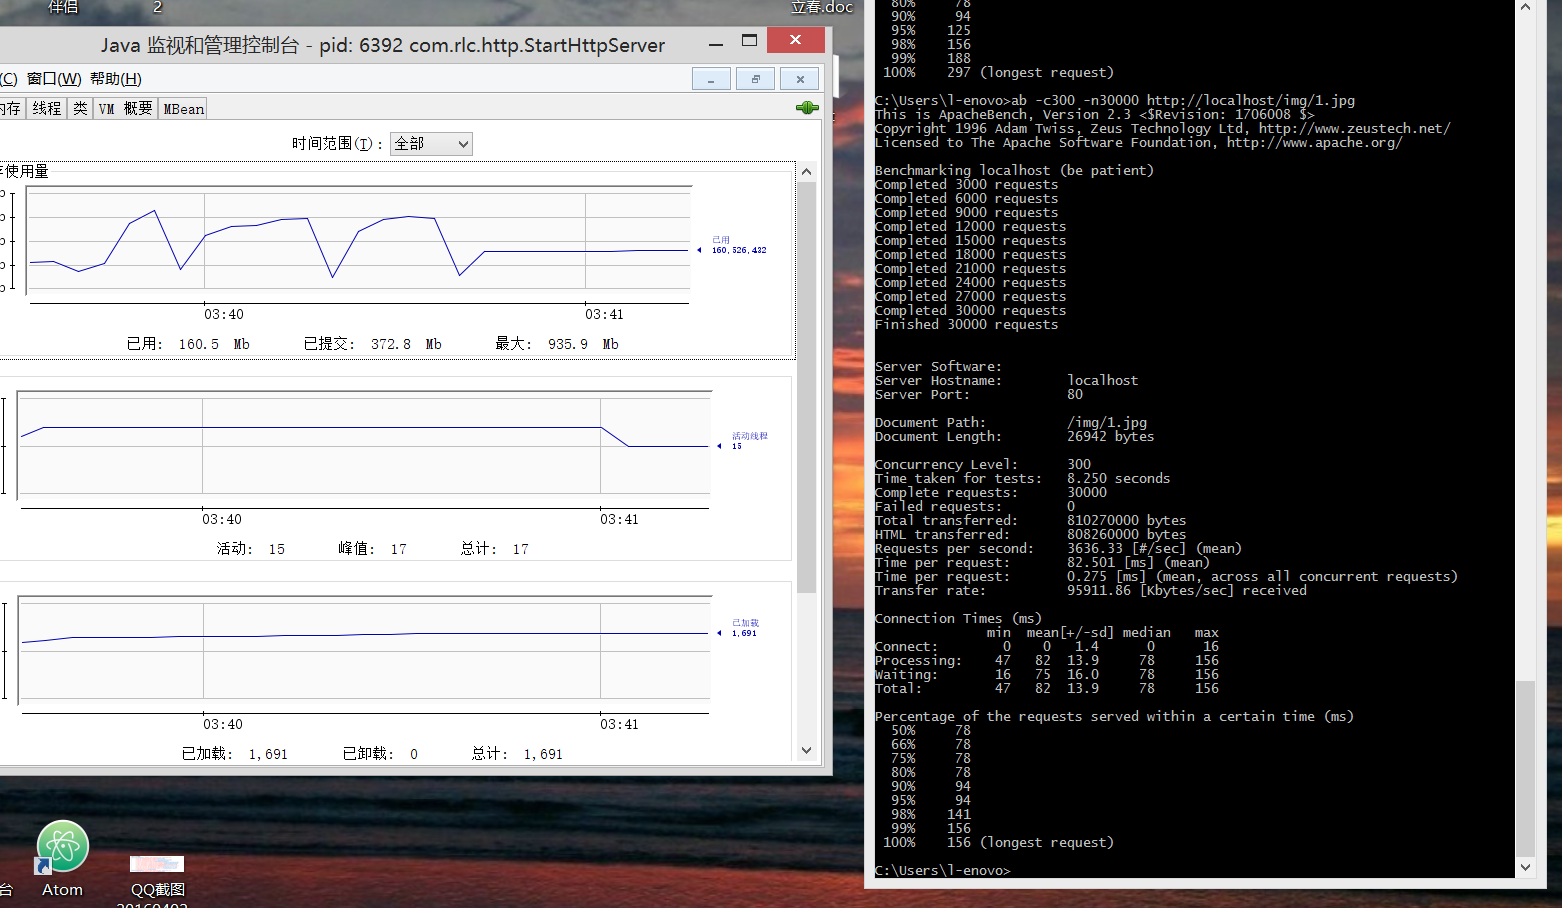 伴侣
2
立春.doc
Java 监视和管理控制台 - pid: 6392 com.rlc.http.StartHttpServer
(C) 窗口(W) 帮助(H)
内存 线程 类 VM 概要 MBean
时间范围(T): 全部
存使用量
已用
160,526,432
03:40 03:41
已用: 160.5 Mb 已提交: 372.8 Mb 最大: 935.9 Mb
活动线程
15
03:40 03:41
活动: 15 峰值: 17 总计: 17
已加载
1,691
03:40 03:41
已加载: 1,691 已卸载: 0 总计: 1,691
台
Atom
QQ截图
20160402
80% 78
90% 94
95% 125
98% 156
99% 188
100% 297 (longest request)
C:\Users\l-enovo>ab -c300 -n30000 http://localhost/img/1.jpg
This is ApacheBench, Version 2.3 <$Revision: 1706008 $>
Copyright 1996 Adam Twiss, Zeus Technology Ltd, http://www.zeustech.net/
Licensed to The Apache Software Foundation, http://www.apache.org/
Benchmarking localhost (be patient)
Completed 3000 requests
Completed 6000 requests
Completed 9000 requests
Completed 12000 requests
Completed 15000 requests
Completed 18000 requests
Completed 21000 requests
Completed 24000 requests
Completed 27000 requests
Completed 30000 requests
Finished 30000 requests
Server Software:
Server Hostname: localhost
Server Port: 80
Document Path: /img/1.jpg
Document Length: 26942 bytes
Concurrency Level: 300
Time taken for tests: 8.250 seconds
Complete requests: 30000
Failed requests: 0
Total transferred: 810270000 bytes
HTML transferred: 808260000 bytes
Requests per second: 3636.33 [#/sec] (mean)
Time per request: 82.501 [ms] (mean)
Time per request: 0.275 [ms] (mean, across all concurrent requests)
Transfer rate: 95911.86 [Kbytes/sec] received
Connection Times (ms)
min mean[+/-sd] median max
Connect: 0 0 1.4 0 16
Processing: 47 82 13.9 78 156
Waiting: 16 75 16.0 78 156
Total: 47 82 13.9 78 156
Percentage of the requests served within a certain time (ms)
50% 78
66% 78
75% 78
80% 78
90% 94
95% 94
98% 141
99% 156
100% 156 (longest request)
C:\Users\l-enovo>